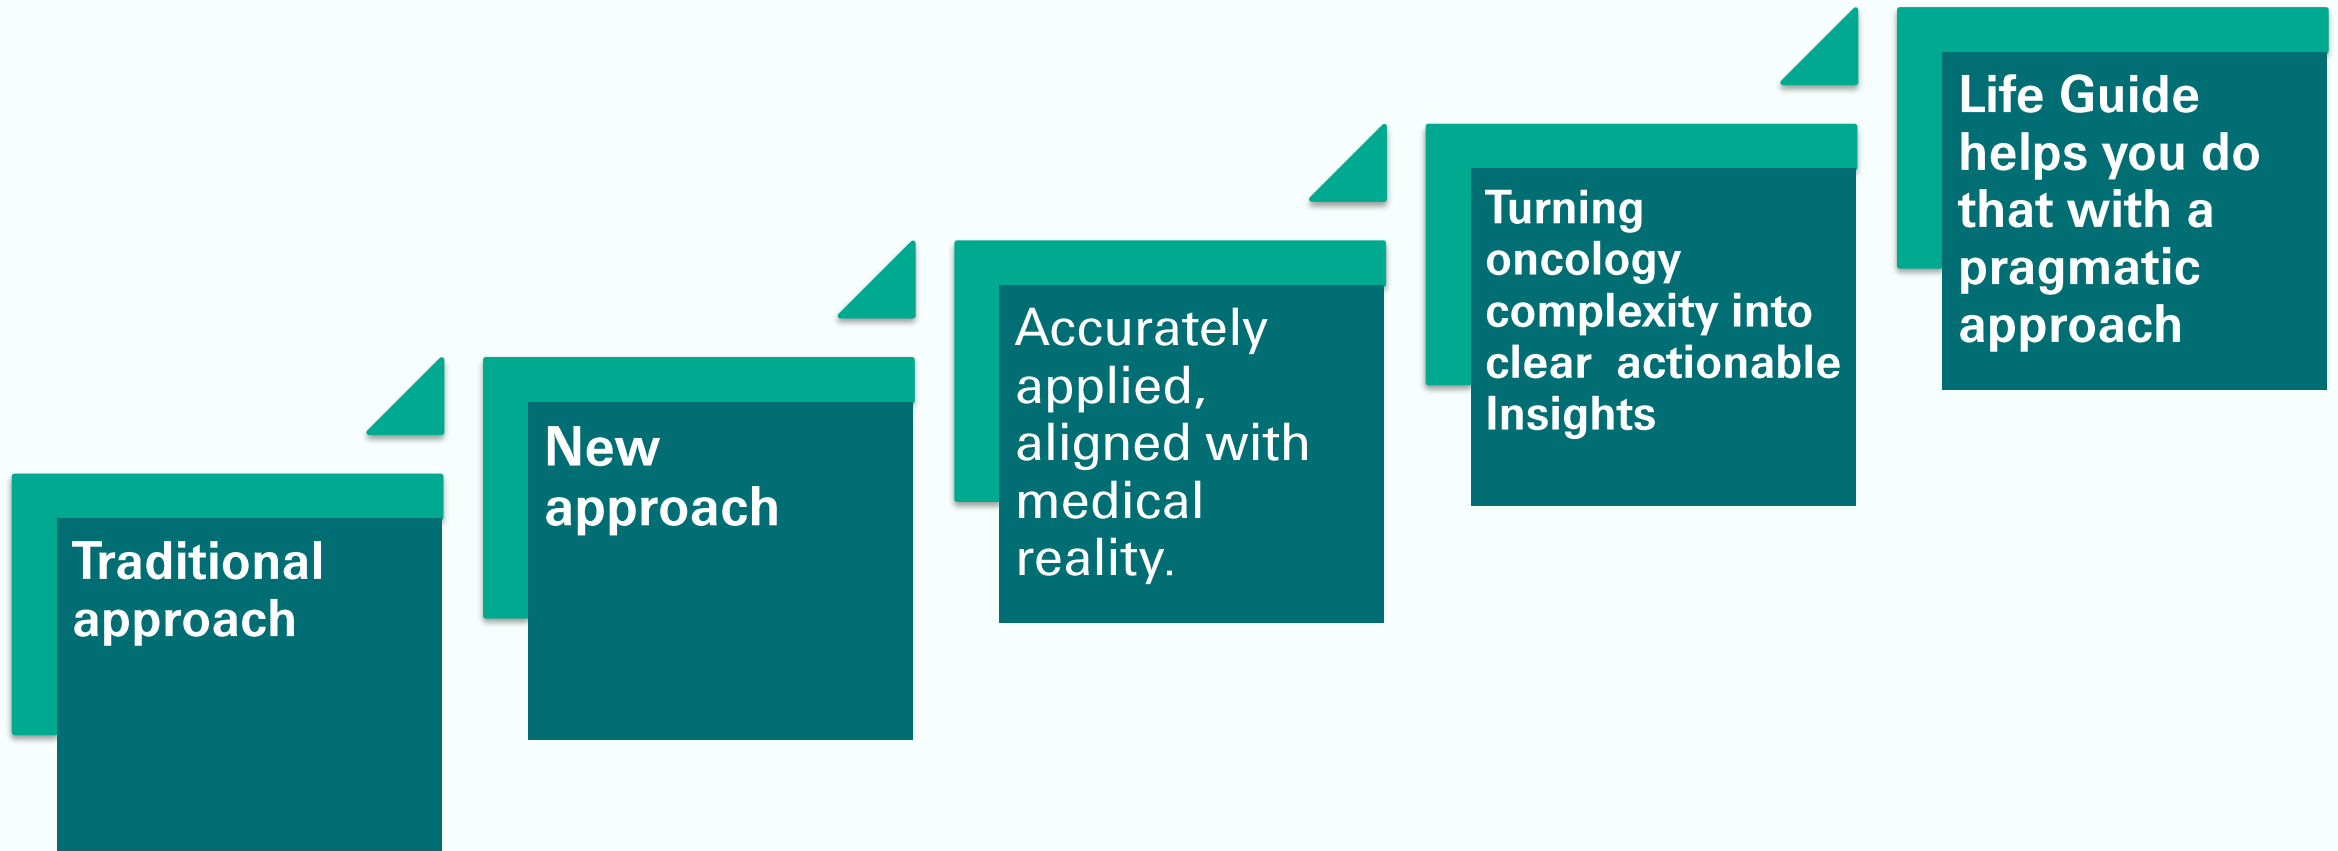 Traditional
approach
New
approach
Accurately
applied,
aligned with
medical
reality.
Turning
oncology
complexity into
clear  actionable
Insights
Life Guide
helps you do
that with a
pragmatic
approach